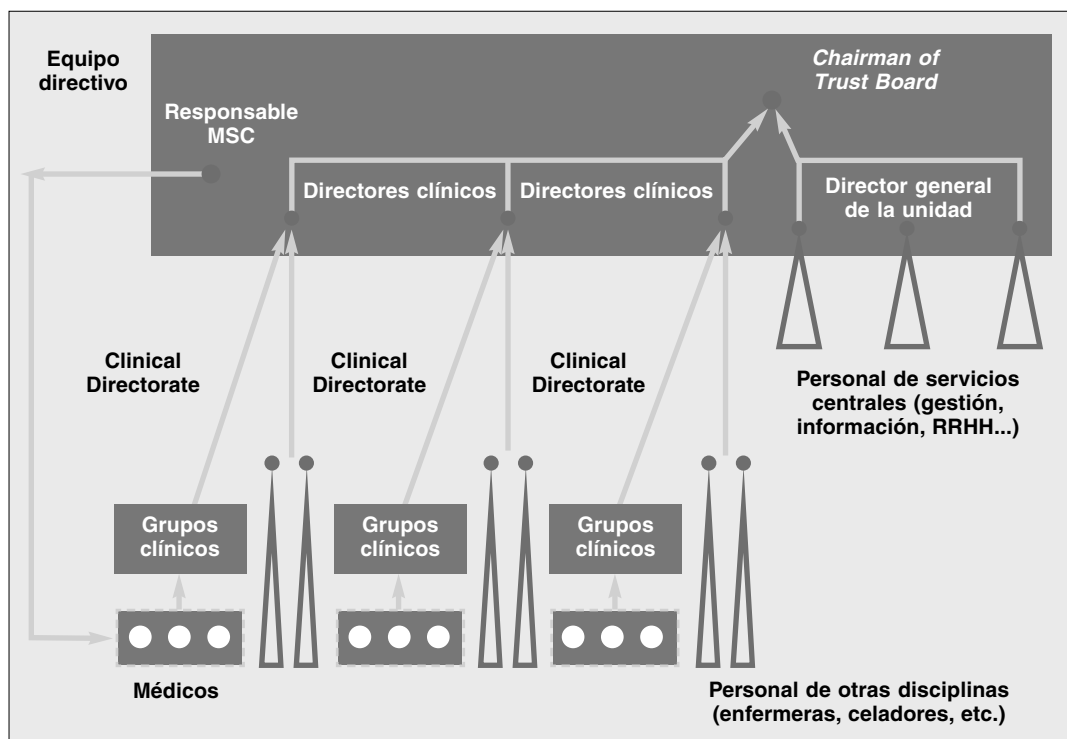 Equipo
directivo
Chairman of
Trust Board
Responsable
MSC
Directores clínicos
Directores clínicos
Director general
de la unidad
Clinical
Directorate
Clinical
Directorate
Clinical
Directorate
Personal de servicios
centrales (gestión,
información, RRHH...)
Grupos
clínicos
Grupos
clínicos
Grupos
clínicos
Médicos
Personal de otras disciplinas
(enfermeras, celadores, etc.)